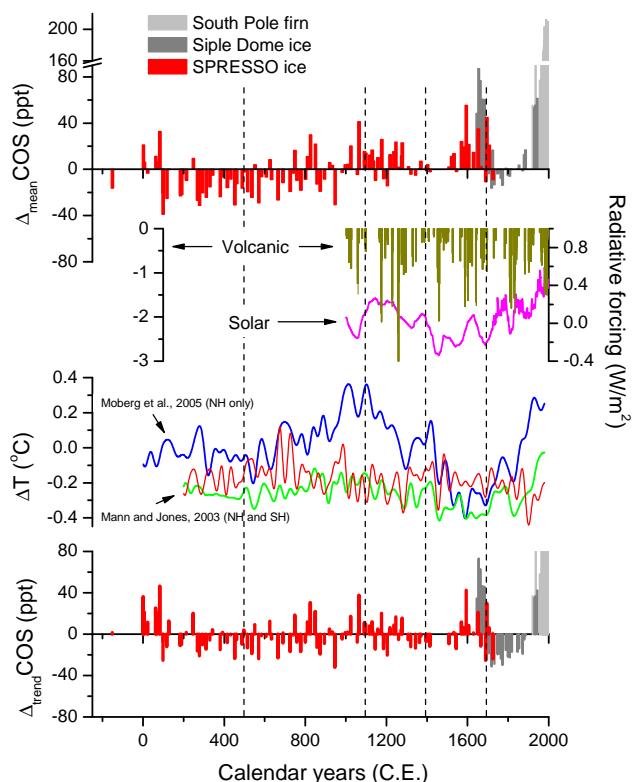 South Pole firn
Siple Dome ice
SPRESSO ice
200
160
80
40
0
-40
-80
Δmean COS (ppt)
0
-1
-2
-3
Volcanic
Solar
0.8
0.4
0.0
-0.4
Radiative forcing (W/m²)
0.4
0.2
0.0
-0.2
-0.4
ΔT (°C)
Moberg et al., 2005 (NH only)
Mann and Jones, 2003 (NH and SH)
80
40
0
-40
-80
Δtrend COS (ppt)
0 400 800 1200 1600 2000
Calendar years (C.E.)